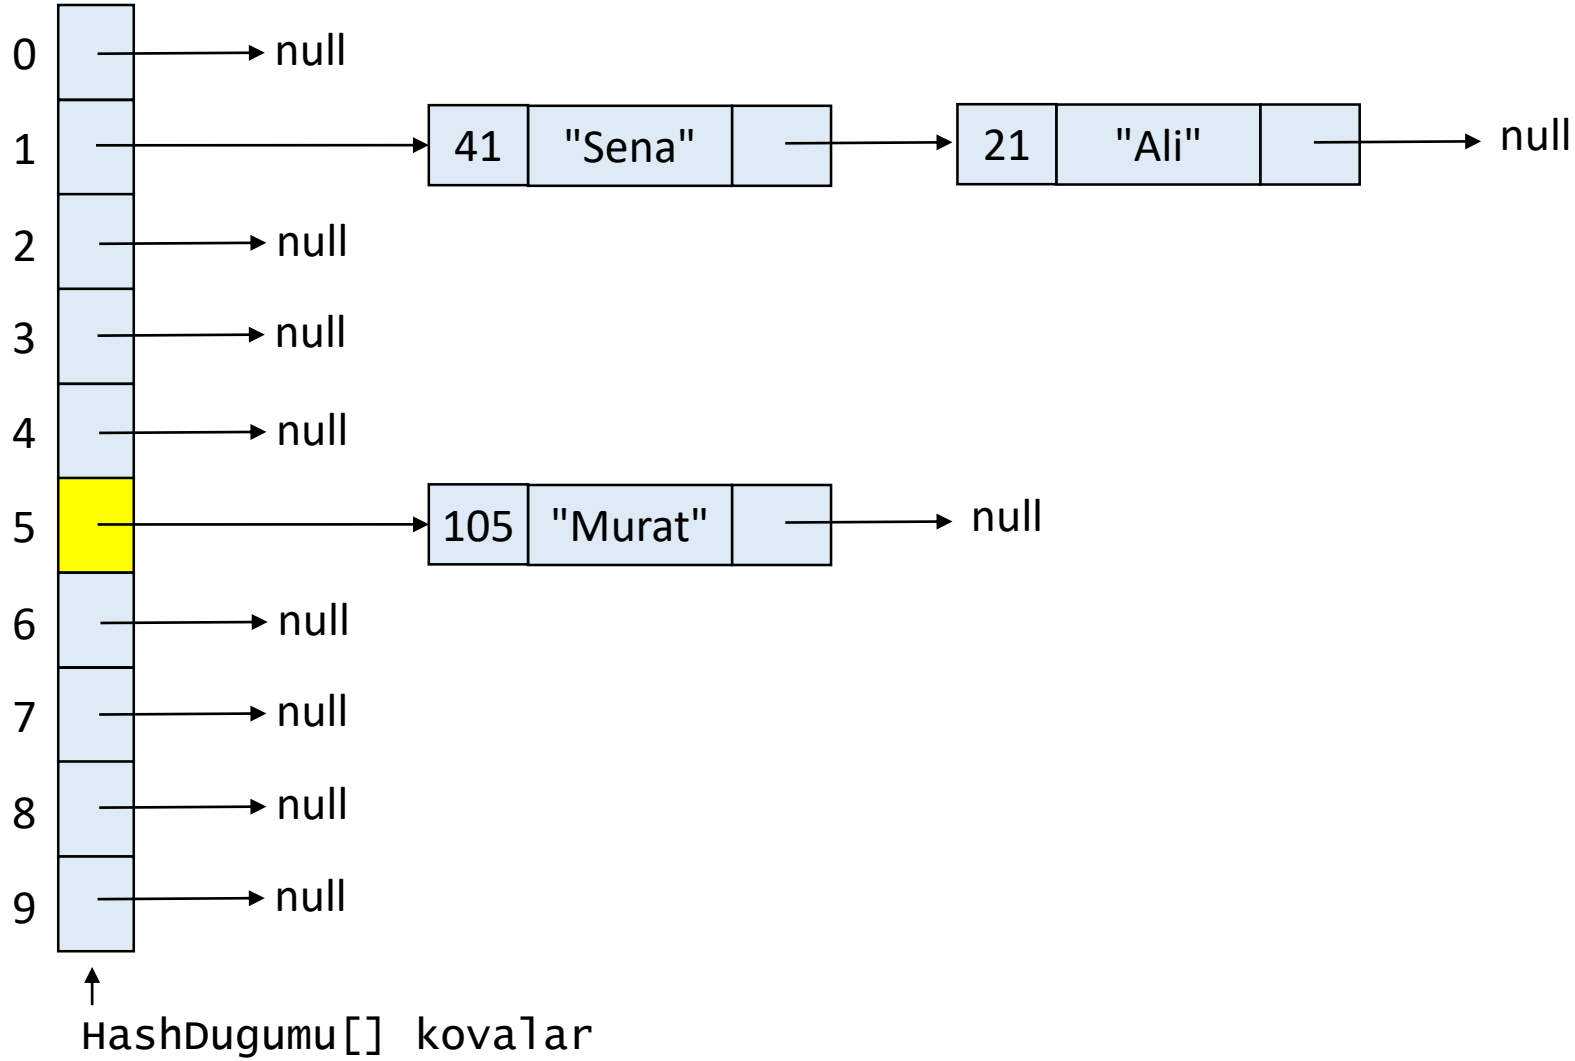 0 null
1 41 "Sena" 21 "Ali" null
2 null
3 null
4 null
5 105 "Murat" null
6 null
7 null
8 null
9 null
HashDugumu[] kovalar